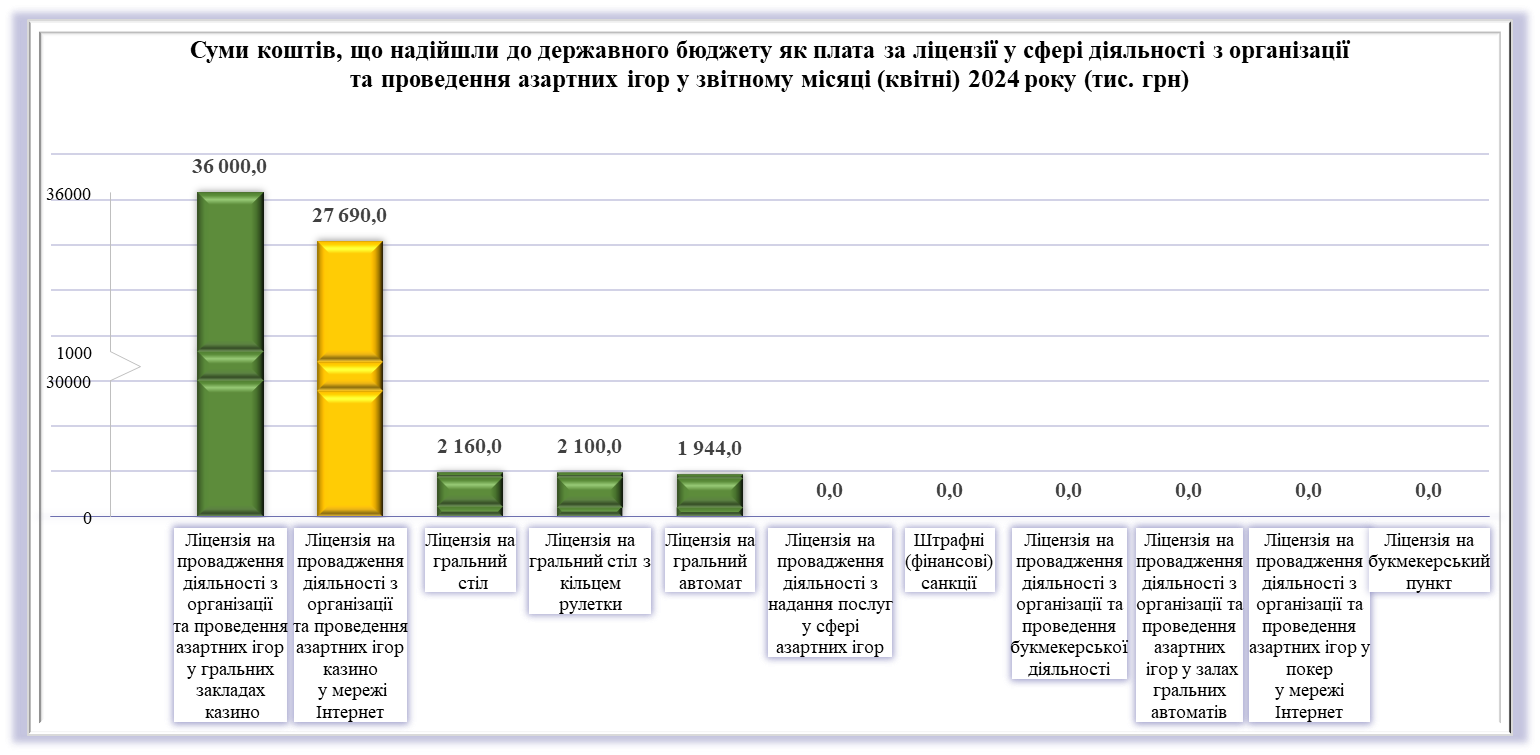 Суми коштів, що надійшли до державного бюджету як плата за ліцензії у сфері діяльності з організації
та проведення азартних ігор у звітному місяці (квітні) 2024 року (тис. грн)
36 000,0
27 690,0
2 160,0
2 100,0
1 944,0
0,0
0,0
0,0
0,0
0,0
0,0
36000
1000
30000
0
Ліцензія на
провадження
діяльності з
організації
та проведення
азартних ігор
у гральних
закладах
казино
Ліцензія на
провадження
діяльності з
організації
та проведення
азартних ігор
казино
у мережі
Інтернет
Ліцензія на
гральний
стіл
Ліцензія на
гральний стіл з
кільцем
рулетки
Ліцензія на
гральний
автомат
Ліцензія на
провадження
діяльності з
надання послуг
у сфері
азартних ігор
Штрафні
(фінансові)
санкції
Ліцензія на
провадження
діяльності з
організації та
проведення
букмекерської
діяльності
Ліцензія на
провадження
діяльності з
організації та
проведення
азартних
ігор у залах
гральних
автоматів
Ліцензія на
провадження
діяльності з
організації та
проведення
азартних ігор у
покер
у мережі
Інтернет
Ліцензія на
букмекерський
пункт